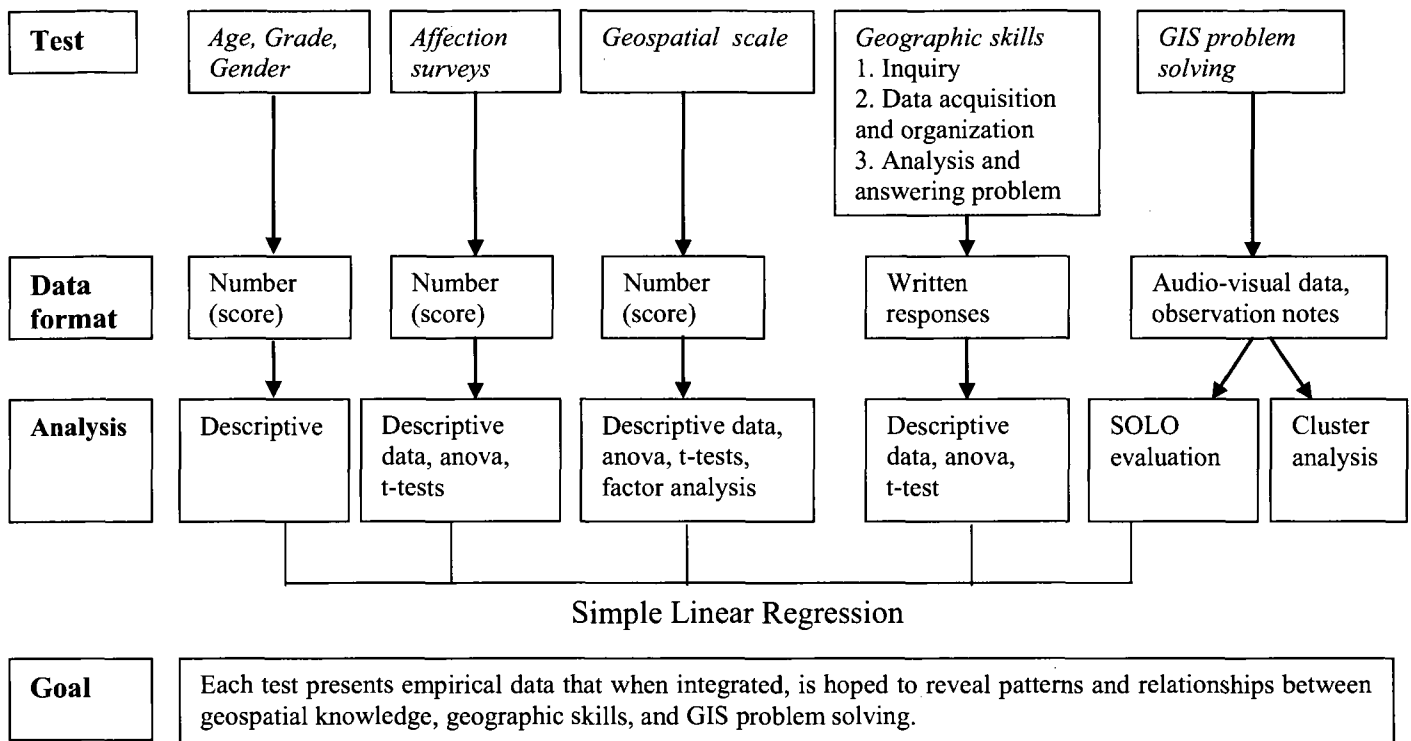 Test
Age, Grade,
Gender
Affection
surveys
Geospatial scale
Geographic skills
1. Inquiry
2. Data acquisition
and organization
3. Analysis and
answering problem
GIS problem
solving
Data
format
Number
(score)
Number
(score)
Number
(score)
Written
responses
Audio-visual data,
observation notes
Analysis
Descriptive
Descriptive
data, anova,
t-tests
Descriptive data,
anova, t-tests,
factor analysis
Descriptive
data, anova,
t-test
SOLO
evaluation
Cluster
analysis
Simple Linear Regression
Goal
Each test presents empirical data that when integrated, is hoped to reveal patterns and relationships between
geospatial knowledge, geographic skills, and GIS problem solving.